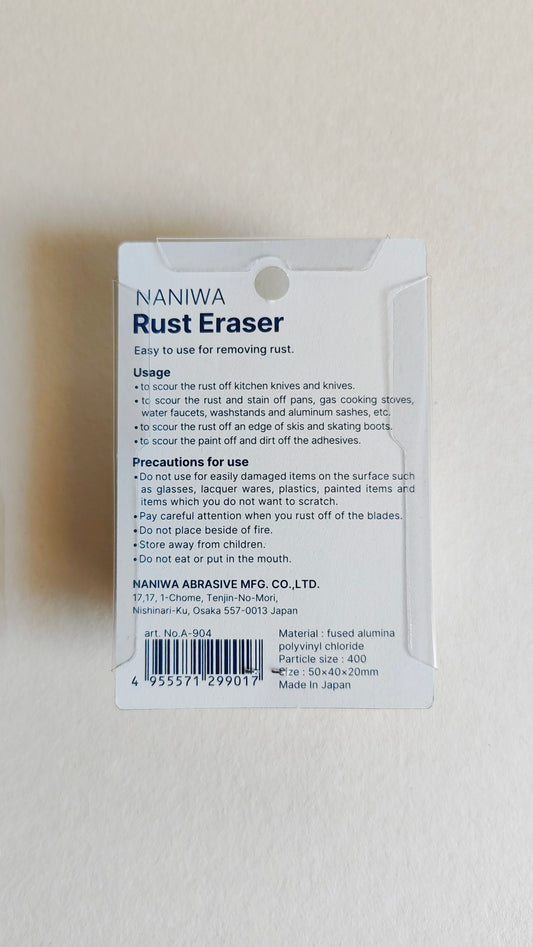 NANIWA
Rust Eraser
Easy to use for removing rust.
Usage
• to scour the rust off kitchen knives and knives.
• to scour the rust and stain off pans, gas cooking stoves,
water faucets, washstands and aluminum sashes, etc.
• to scour the rust off an edge of skis and skating boots.
• to scour the paint off and dirt off the adhesives.
Precautions for use
• Do not use for easily damaged items on the surface such
as glasses, lacquer wares, plastics, painted items and
items which you do not want to scratch.
• Pay careful attention when you rust off of the blades.
• Do not place beside of fire.
• Store away from children.
• Do not eat or put in the mouth.
NANIWA ABRASIVE MFG. CO.,LTD.
17,17, 1-Chome, Tenjin-No-Mori,
Nishinari-Ku, Osaka 557-0013 Japan
art. No.A-904
4 955571 299017
Material : fused alumina
polyvinyl chloride
Particle size : 400
Size : 50×40×20mm
Made In Japan